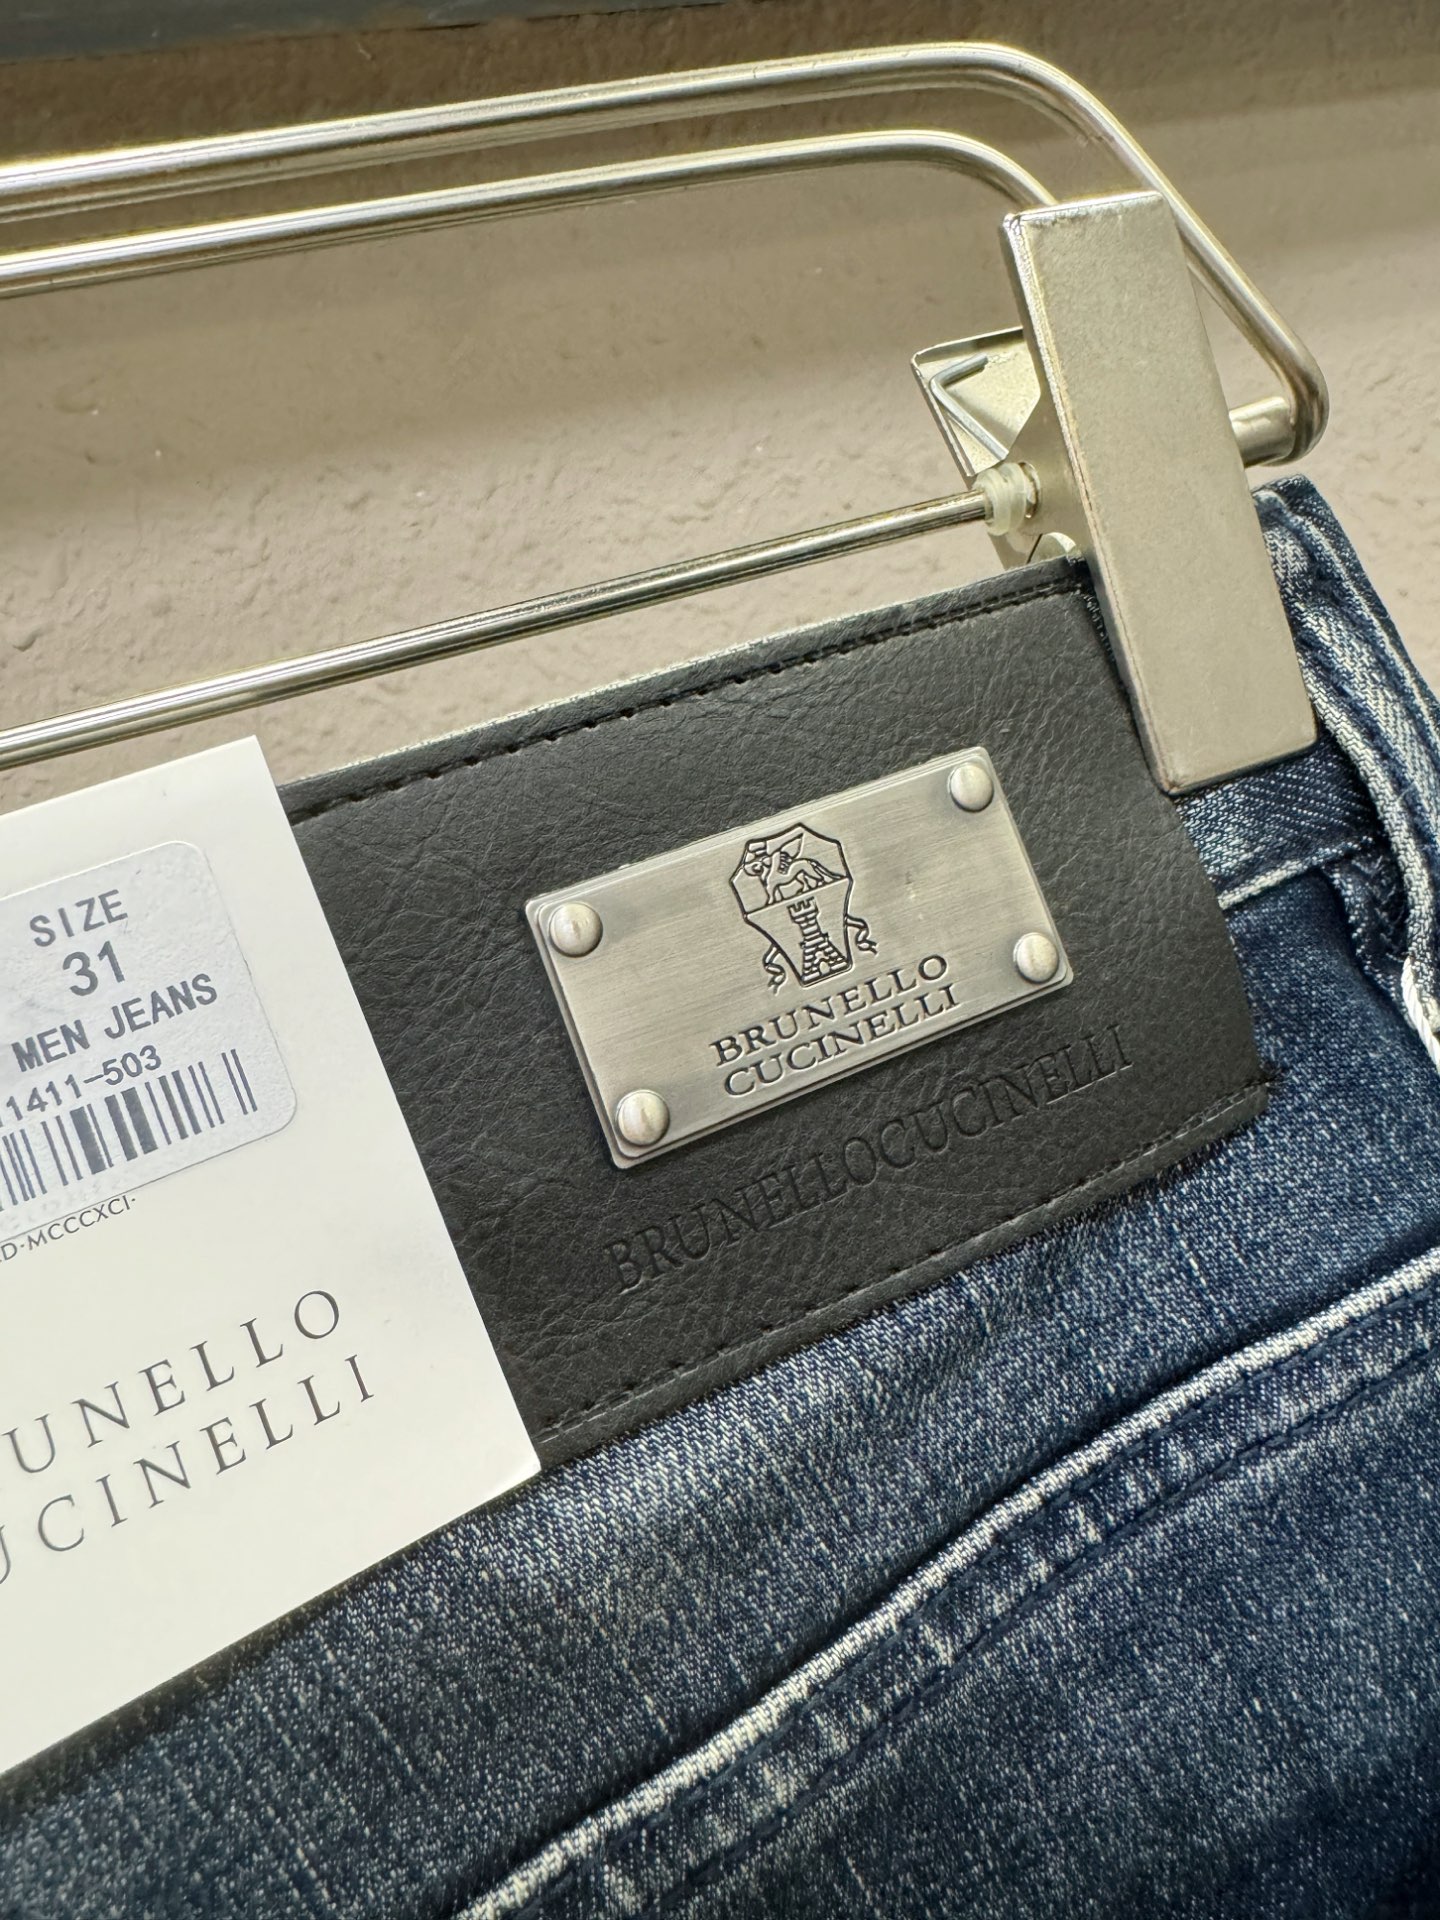 SIZE
31
MEN JEANS
1411-503
D-MCCCXCI-
UNELLO
UCINELLI
BRUNELLO
CUCINELLI
BRUNELLOCUCINELLI